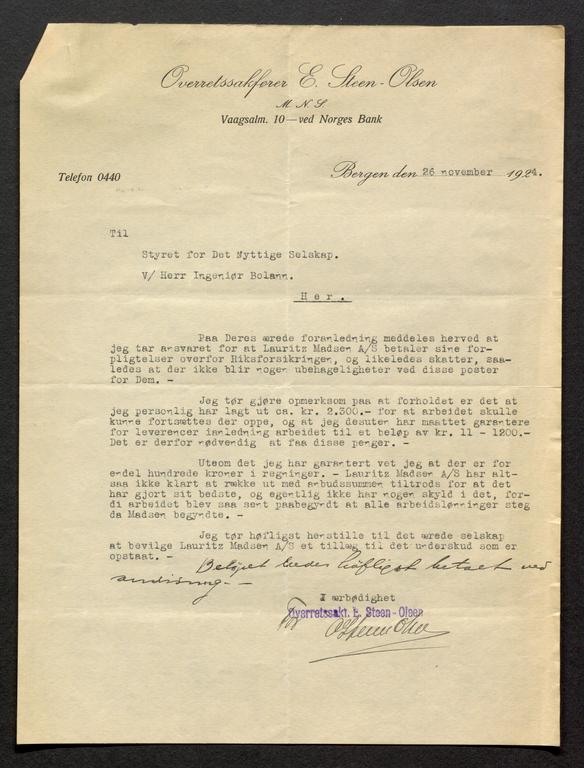 Overretssakfører E. Steen-Olsen
M.N.S.
Vaagsalm. 10 — ved Norges Bank
Telefon 0440
Bergen den 26 november 1924.
Til
Styret for Det Nyttige Selskap.
V/ Herr Ingeniør Bolann.
Her.
Paa Deres ærede foranledning meddeles herved at
jeg tar ansvaret for at Lauritz Madsen A/S betaler sine for-
pligtelser overfor Riksforsikringen, og likeledes skatter, saa-
ledes at der ikke blir nogen ubehageligheter ved disse poster
for Dem. -
Jeg tør gjøre opmerksom paa at forholdet er det at
jeg personlig har lagt ut ca. kr. 2.300.- for at arbeidet skulle
kunne fortsættes der oppe, og at jeg desuten har maattet garantere
for leverencer ianledning arbeidet til et beløp av kr. 11 - 1200.-
Det er derfor nødvendig at faa disse penger. -
Uteom det jeg har garantert vet jeg at der er for
endel hundrede kroner i regninger. - Lauritz Madsen A/S har alt-
saa ikke klart at række ut med anbudssummen tiltrods for at det
har gjort sit bedste, og egentlig ikke har nogen skyld i det, for-
di arbeidet blev saa sent paabegyndt at alle arbeidslønninger steg
da Madsen begyndte. -
Jeg tør høfligst henstille til det ærede selskap
at bevilge Lauritz Madsen A/S et tillæg til det underskud som er
opstaat. -
Beløpet bedes høfligst betalt ved
anvisning. -
I ærbødighet
Overretssakf. E. Steen-Olsen